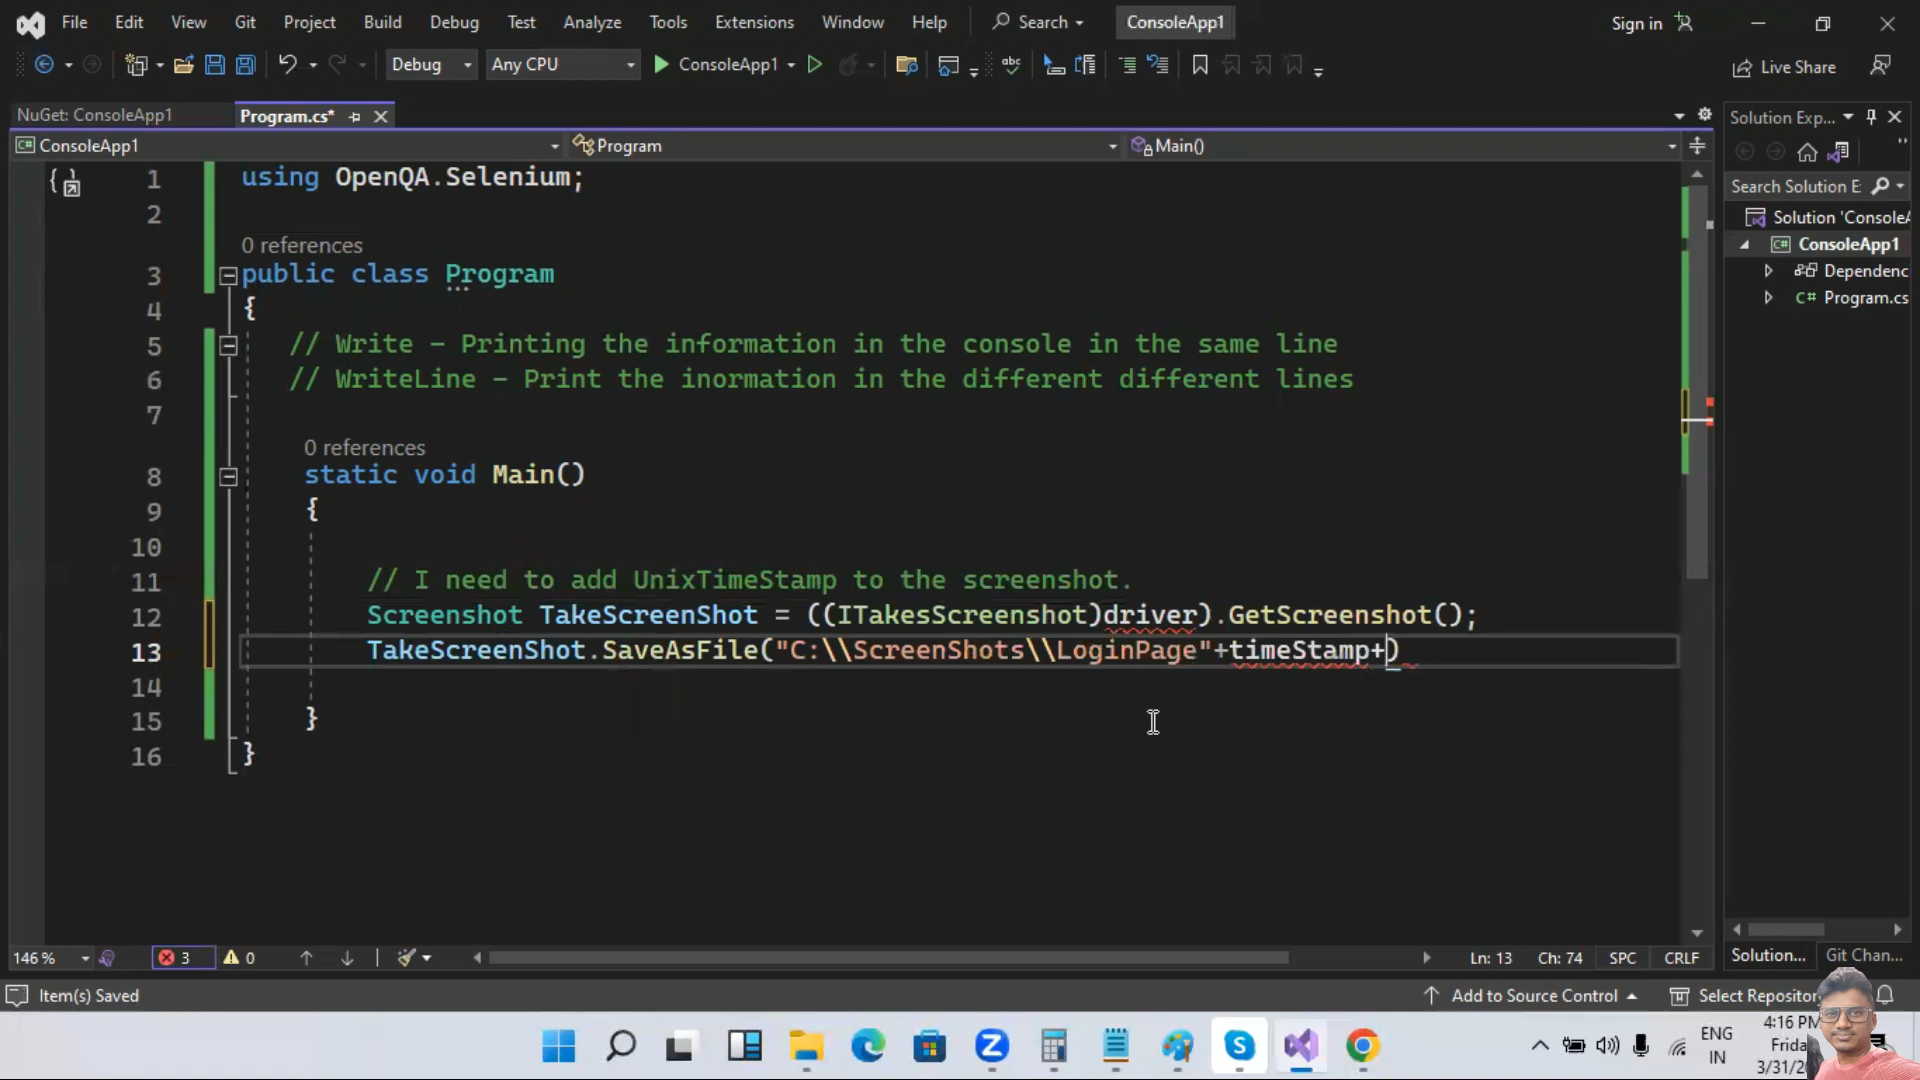 File Edit View Git Project Build Debug Test Analyze Tools Extensions Window Help Search ConsoleApp1 Sign in
Debug Any CPU ConsoleApp1 Live Share
NuGet: ConsoleApp1 Program.cs*
ConsoleApp1 Program Main()
1 using OpenQA.Selenium;
2
0 references
3 public class Program
4 {
5 // Write - Printing the information in the console in the same line
6 // WriteLine - Print the inormation in the different different lines
7
0 references
8 static void Main()
9 {
10
11 // I need to add UnixTimeStamp to the screenshot.
12 Screenshot TakeScreenShot = ((ITakesScreenshot)driver).GetScreenshot();
13 TakeScreenShot.SaveAsFile("C:\\ScreenShots\\LoginPage"+timeStamp+)
14
15 }
16 }
Solution Exp...
Search Solution E
Solution 'ConsoleA
ConsoleApp1
Dependenc
C# Program.cs
146 % 3 0 Ln: 13 Ch: 74 SPC CRLF
Solution... Git Chan...
Item(s) Saved Add to Source Control Select Repositor
ENG
IN
4:16 PM
Frida
3/31/20